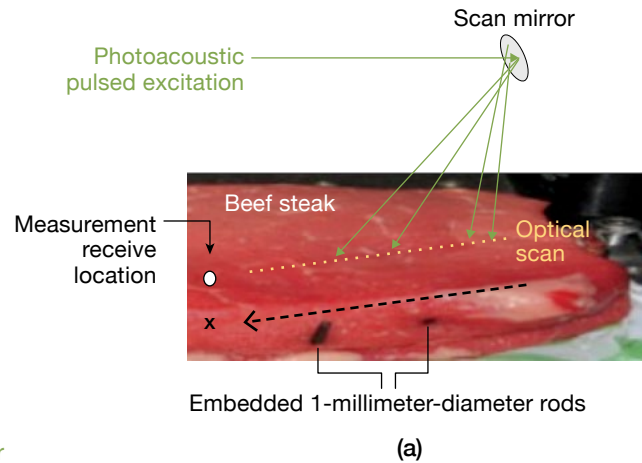 Scan mirror
Photoacoustic
pulsed excitation
Beef steak
Measurement
receive
location
Optical
scan
x
Embedded 1-millimeter-diameter rods
r
(a)